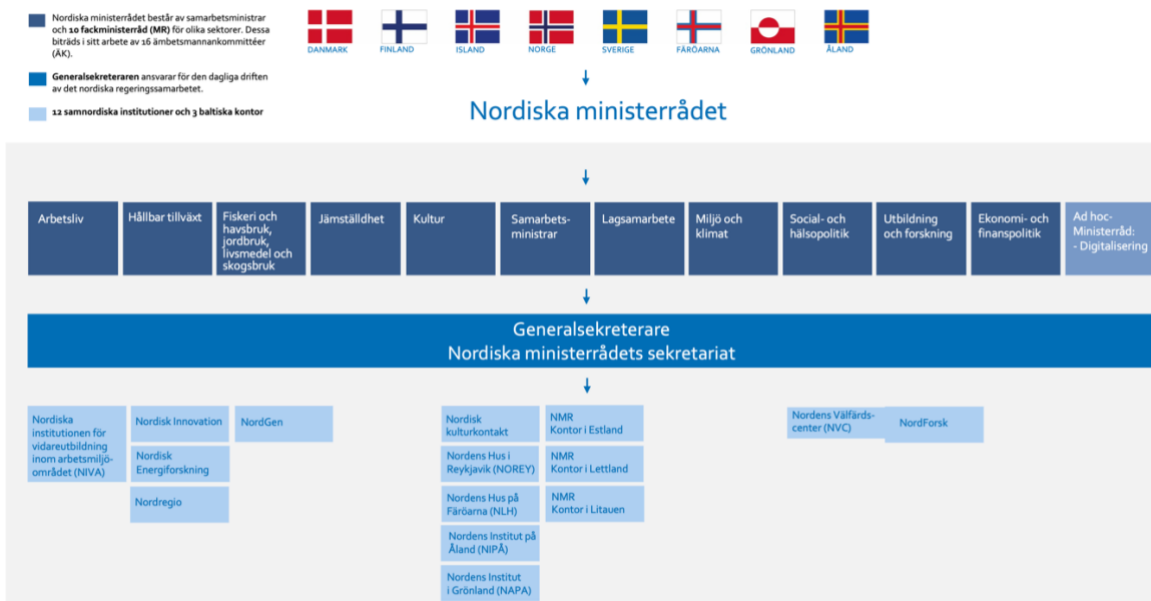 Nordiska ministerrådet består av samarbetsministrar
och 10 fackministerråd (MR) för olika sektorer. Dessa
biträds i sitt arbete av 16 ämbetsmannakommittéer
(ÄK).
Generalsekreteraren ansvarar för den dagliga driften
av det nordiska regeringssamarbetet.
12 samnordiska institutioner och 3 baltiska kontor
DANMARK
FINLAND
ISLAND
NORGE
SVERIGE
FÄRÖARNA
GRÖNLAND
ÅLAND
Nordiska ministerrådet
Arbetsliv
Hållbar tillväxt
Fiskeri och
havsbruk,
jordbruk,
livsmedel och
skogsbruk
Jämställdhet
Kultur
Samarbets-
ministrar
Lagsamarbete
Miljö och
klimat
Social- och
hälsopolitik
Utbildning
och forskning
Ekonomi- och
finanspolitik
Ad hoc-
Ministerråd:
- Digitalisering
Generalsekreterare
Nordiska ministerrådets sekretariat
Nordiska
institutionen för
vidareutbildning
inom arbetsmiljö-
området (NIVA)
Nordisk Innovation
Nordisk
Energiforskning
Nordregio
NordGen
Nordisk
kulturkontakt
Nordens Hus i
Reykjavik (NOREY)
Nordens Hus på
Färöarna (NLH)
Nordens Institut på
Åland (NIPÅ)
Nordens Institut
i Grönland (NAPA)
NMR
Kontor i Estland
NMR
Kontor i Lettland
NMR
Kontor i Litauen
Nordens Välfärds-
center (NVC)
NordForsk